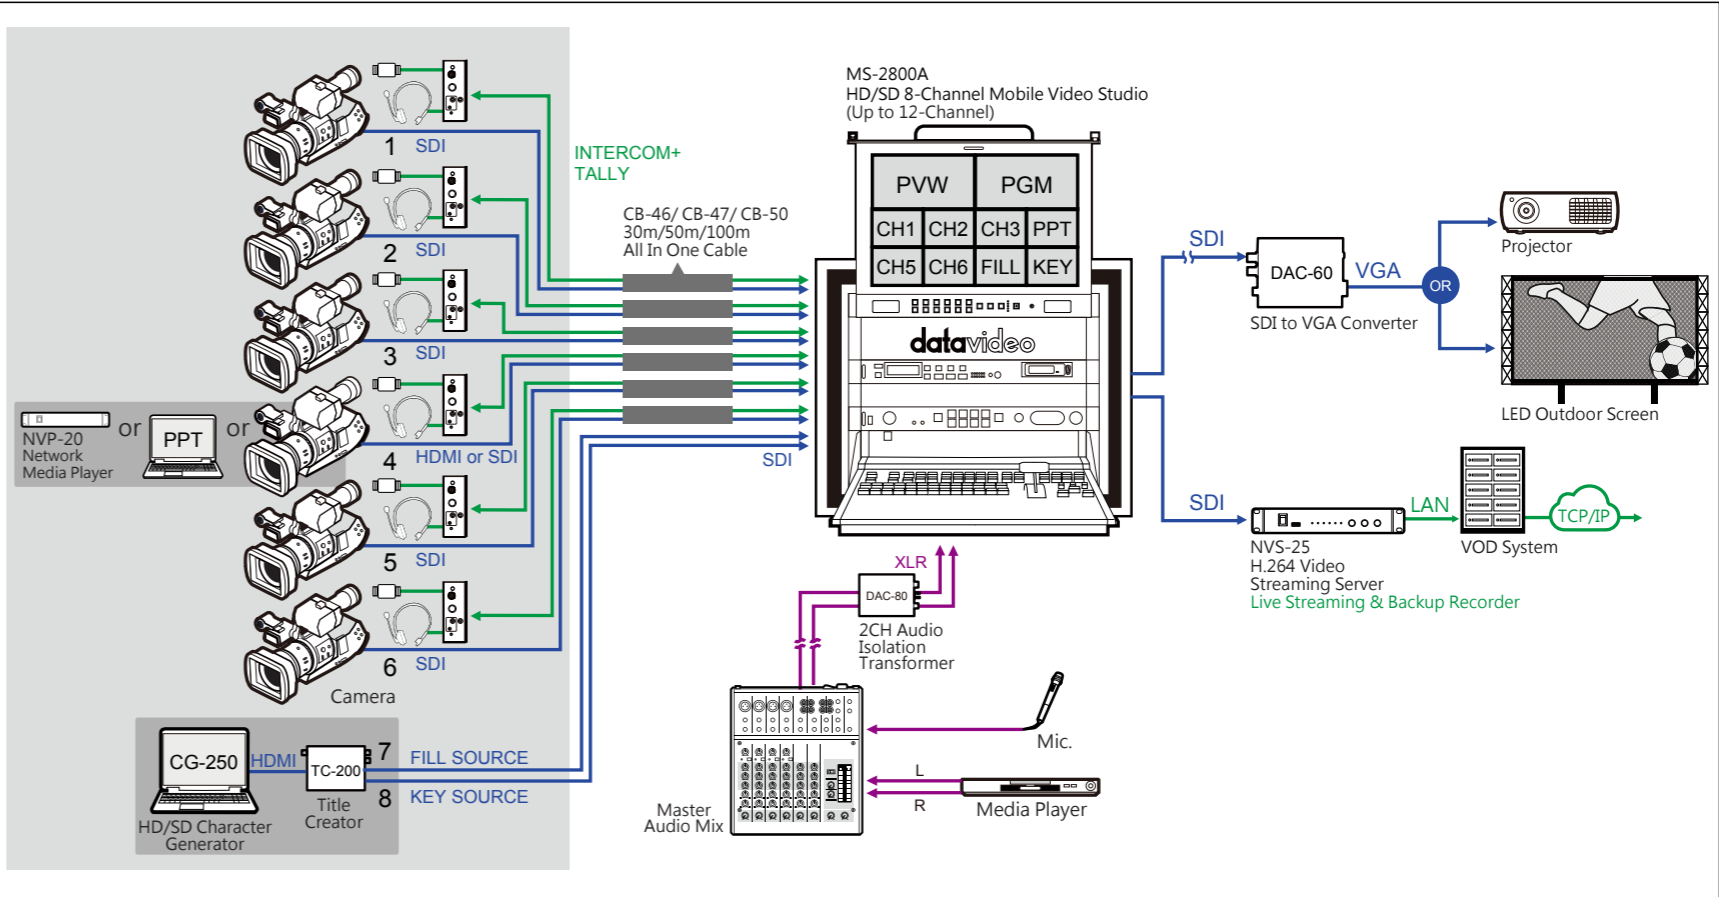 MS-2800A
HD/SD 8-Channel Mobile Video Studio
(Up to 12-Channel)
1 SDI
2 SDI
3 SDI
4 HDMI or SDI
5 SDI
6 SDI
Camera
NVP-20
Network
Media Player
or
PPT
or
INTERCOM+
TALLY
CB-46/ CB-47/ CB-50
30m/50m/100m
All In One Cable
SDI
CG-250
HDMI
TC-200
7 FILL SOURCE
8 KEY SOURCE
Title
Creator
HD/SD Character
Generator
PVW PGM
CH1 CH2 CH3 PPT
CH5 CH6 FILL KEY
datavideo
SDI
DAC-60
VGA
OR
SDI to VGA Converter
Projector
LED Outdoor Screen
SDI
LAN
TCP/IP
VOD System
NVS-25
H.264 Video
Streaming Server
Live Streaming & Backup Recorder
XLR
DAC-80
2CH Audio
Isolation
Transformer
Mic.
L
R
Media Player
Master
Audio Mix